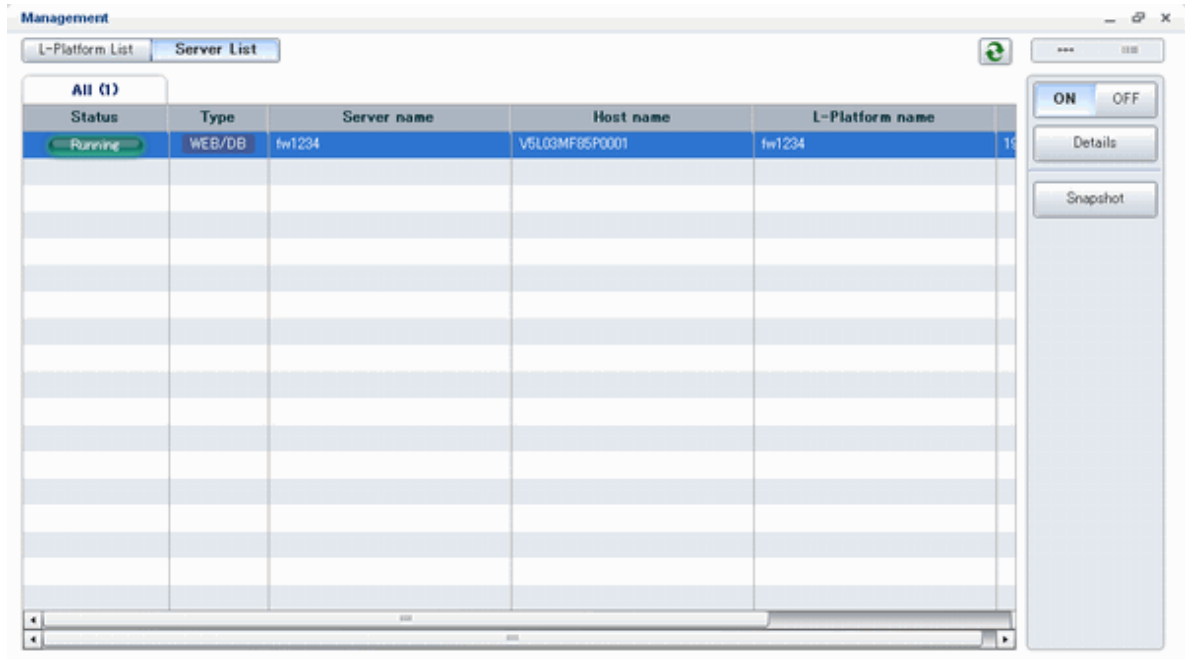 Management
L-Platform List Server List
All (1)
ON OFF
Status Type Server name Host name L-Platform name
Running WEB/DB fw1234 V5L03MF85P0001 fw1234 19
Details
Snapshot